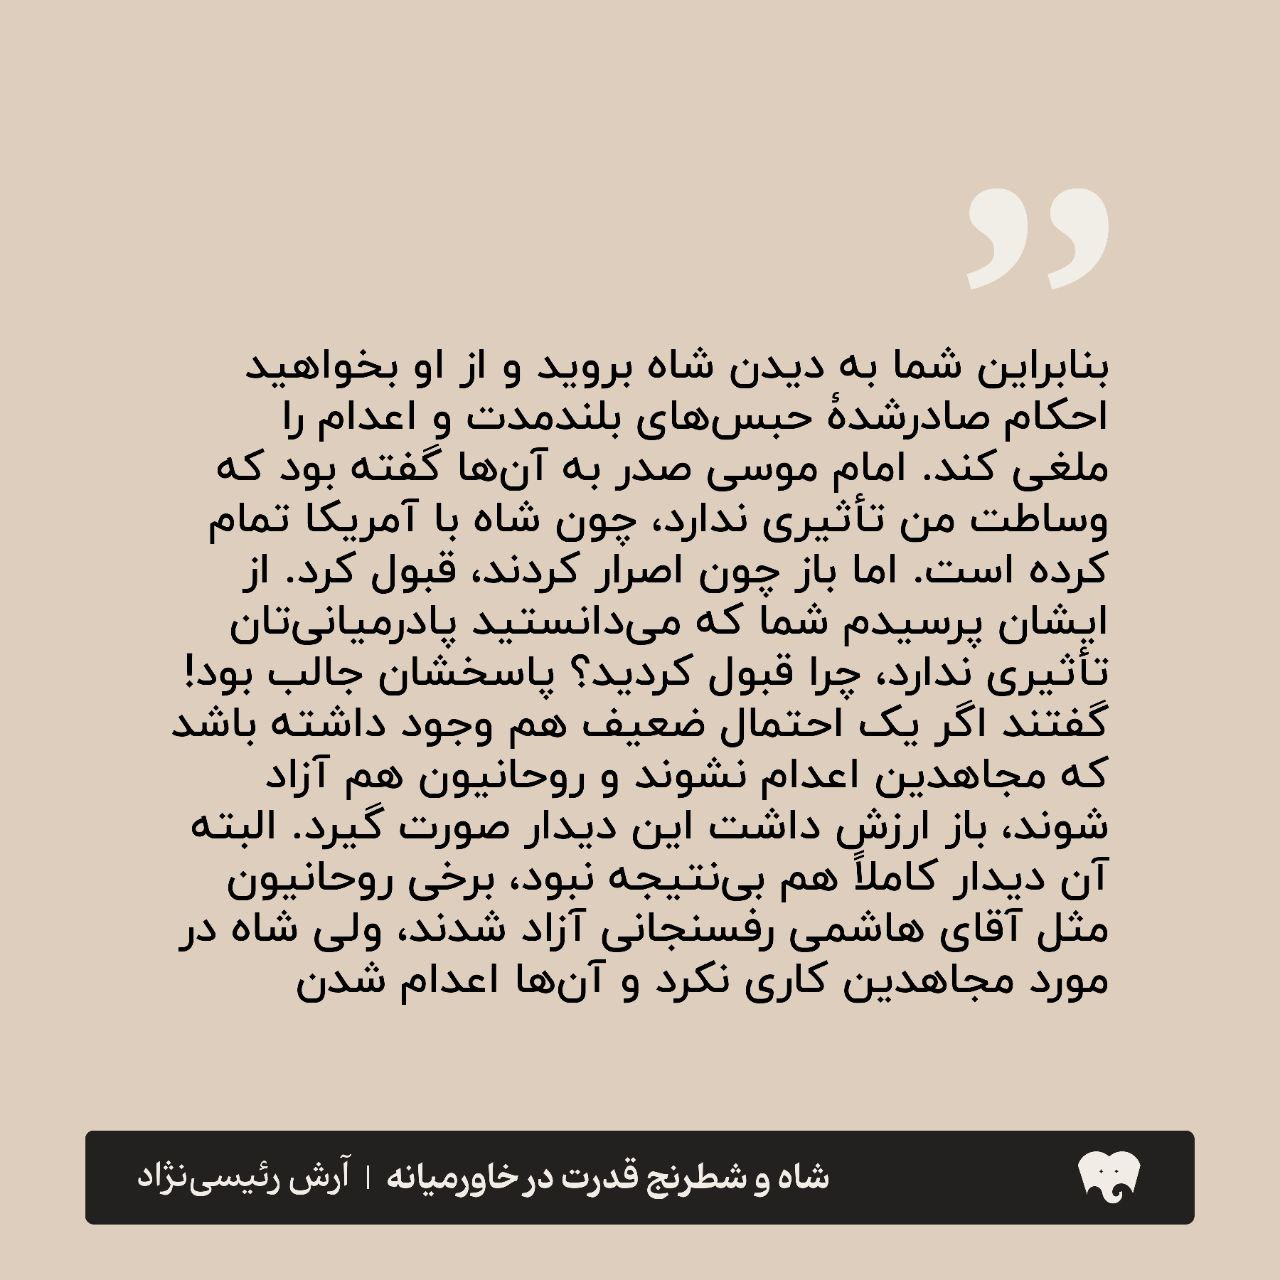 ”
بنابراین شما به دیدن شاه بروید و از او بخواهید
احکام صادرشدهٔ حبس‌های بلندمدت و اعدام را
ملغی کند. امام موسی صدر به آن‌ها گفته بود که
وساطت من تأثیری ندارد، چون شاه با آمریکا تمام
کرده است. اما باز چون اصرار کردند، قبول کرد. از
ایشان پرسیدم شما که می‌دانستید پادرمیانی‌تان
تأثیری ندارد، چرا قبول کردید؟ پاسخشان جالب بود!
گفتند اگر یک احتمال ضعیف هم وجود داشته باشد
که مجاهدین اعدام نشوند و روحانیون هم آزاد
شوند، باز ارزش داشت این دیدار صورت گیرد. البته
آن دیدار کاملاً هم بی‌نتیجه نبود، برخی روحانیون
مثل آقای هاشمی رفسنجانی آزاد شدند، ولی شاه در
مورد مجاهدین کاری نکرد و آن‌ها اعدام شدن
شاه و شطرنج قدرت در خاورمیانه | آرش رئیسی‌نژاد